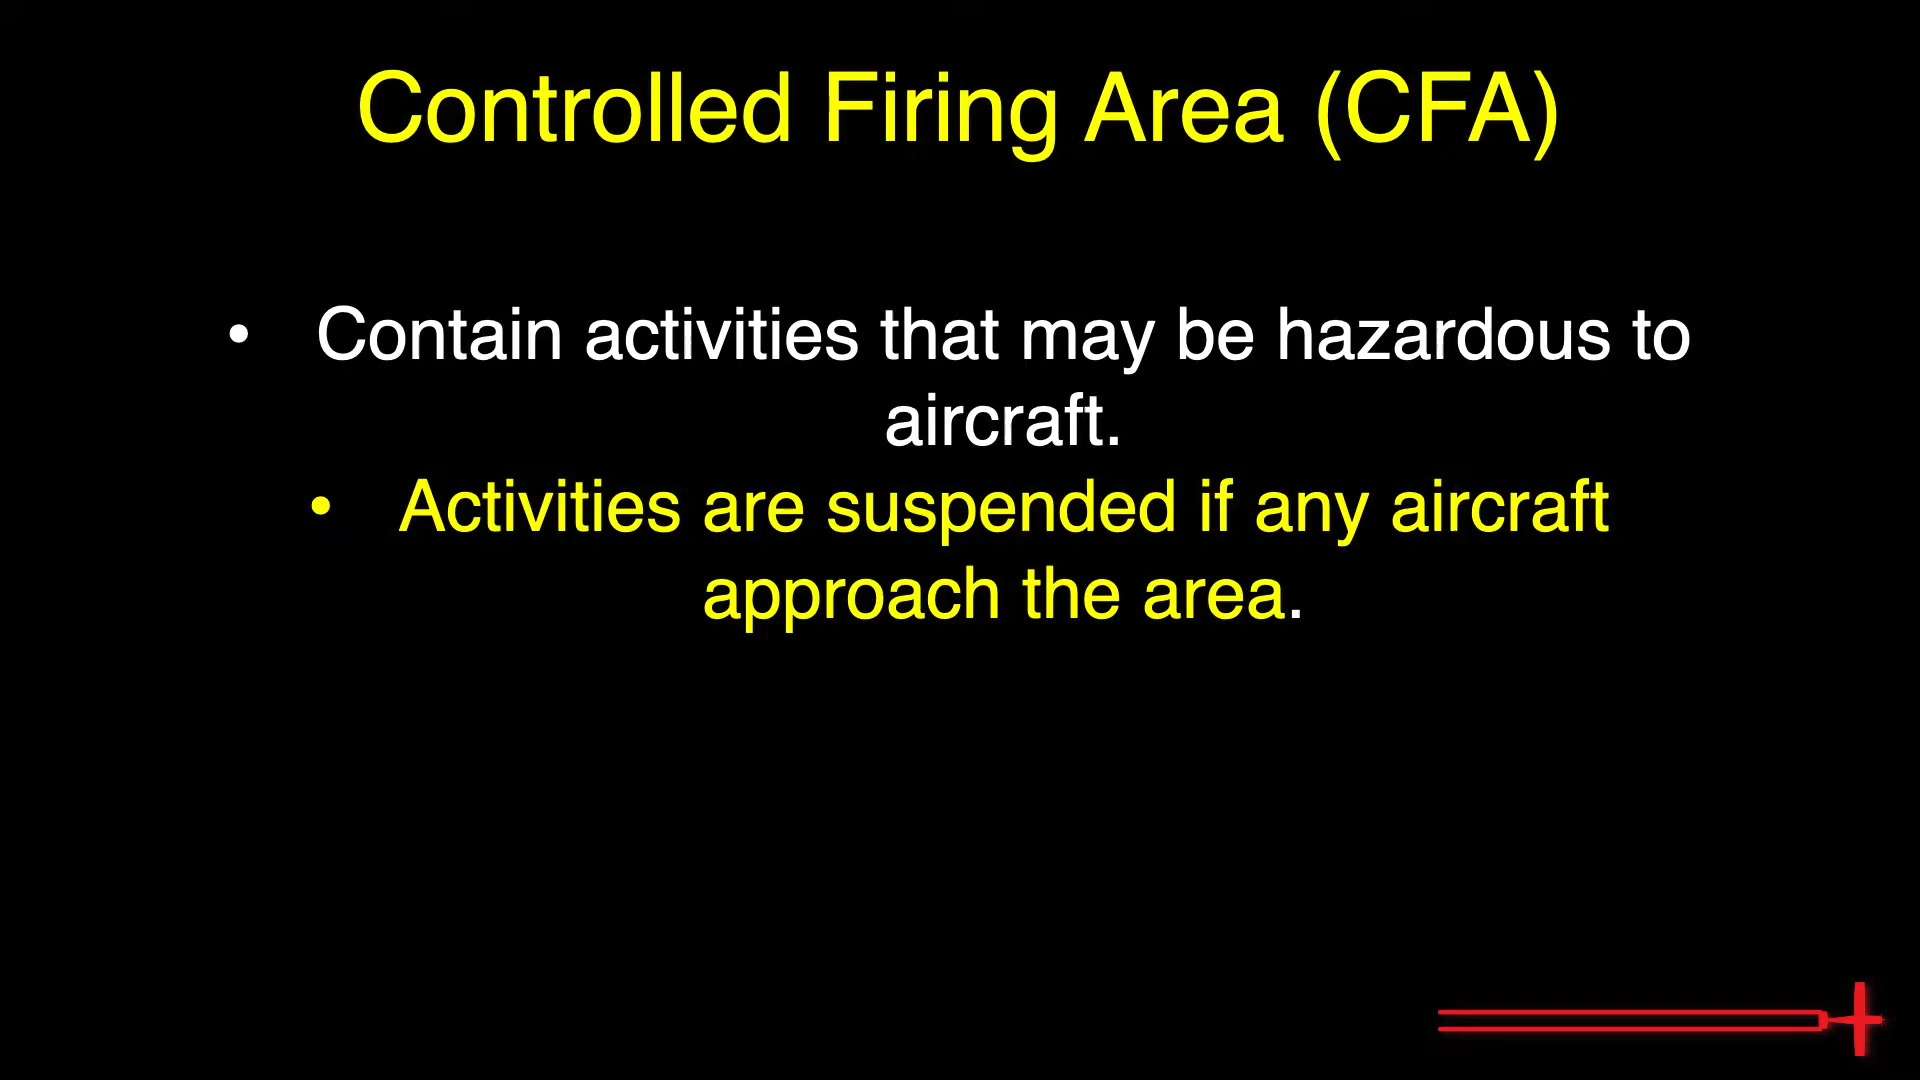 Controlled Firing Area (CFA)
• Contain activities that may be hazardous to
aircraft.
• Activities are suspended if any aircraft
approach the area.